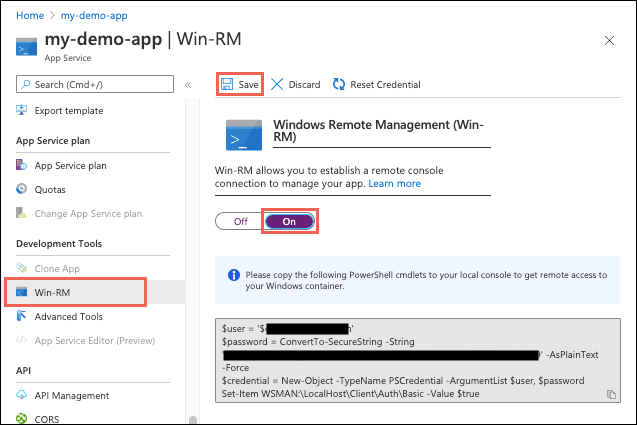 Home > my-demo-app
my-demo-app | Win-RM
App Service
Search (Cmd+/)
«
Export template
App Service plan
App Service plan
Quotas
Change App Service plan
Development Tools
Clone App
Win-RM
Advanced Tools
App Service Editor (Preview)
API
API Management
CORS
Save
Discard
Reset Credential
Windows Remote Management (Win-
RM)
Win-RM allows you to establish a remote console
connection to manage your app. Learn more
Off
On
Please copy the following PowerShell cmdlets to your local console to get remote access to
your Windows container.
$user = '$
$password = ConvertTo-SecureString -String
' -AsPlainText
-Force
$credential = New-Object -TypeName PSCredential -ArgumentList $user, $password
Set-Item WSMAN:\LocalHost\Client\Auth\Basic -Value $true